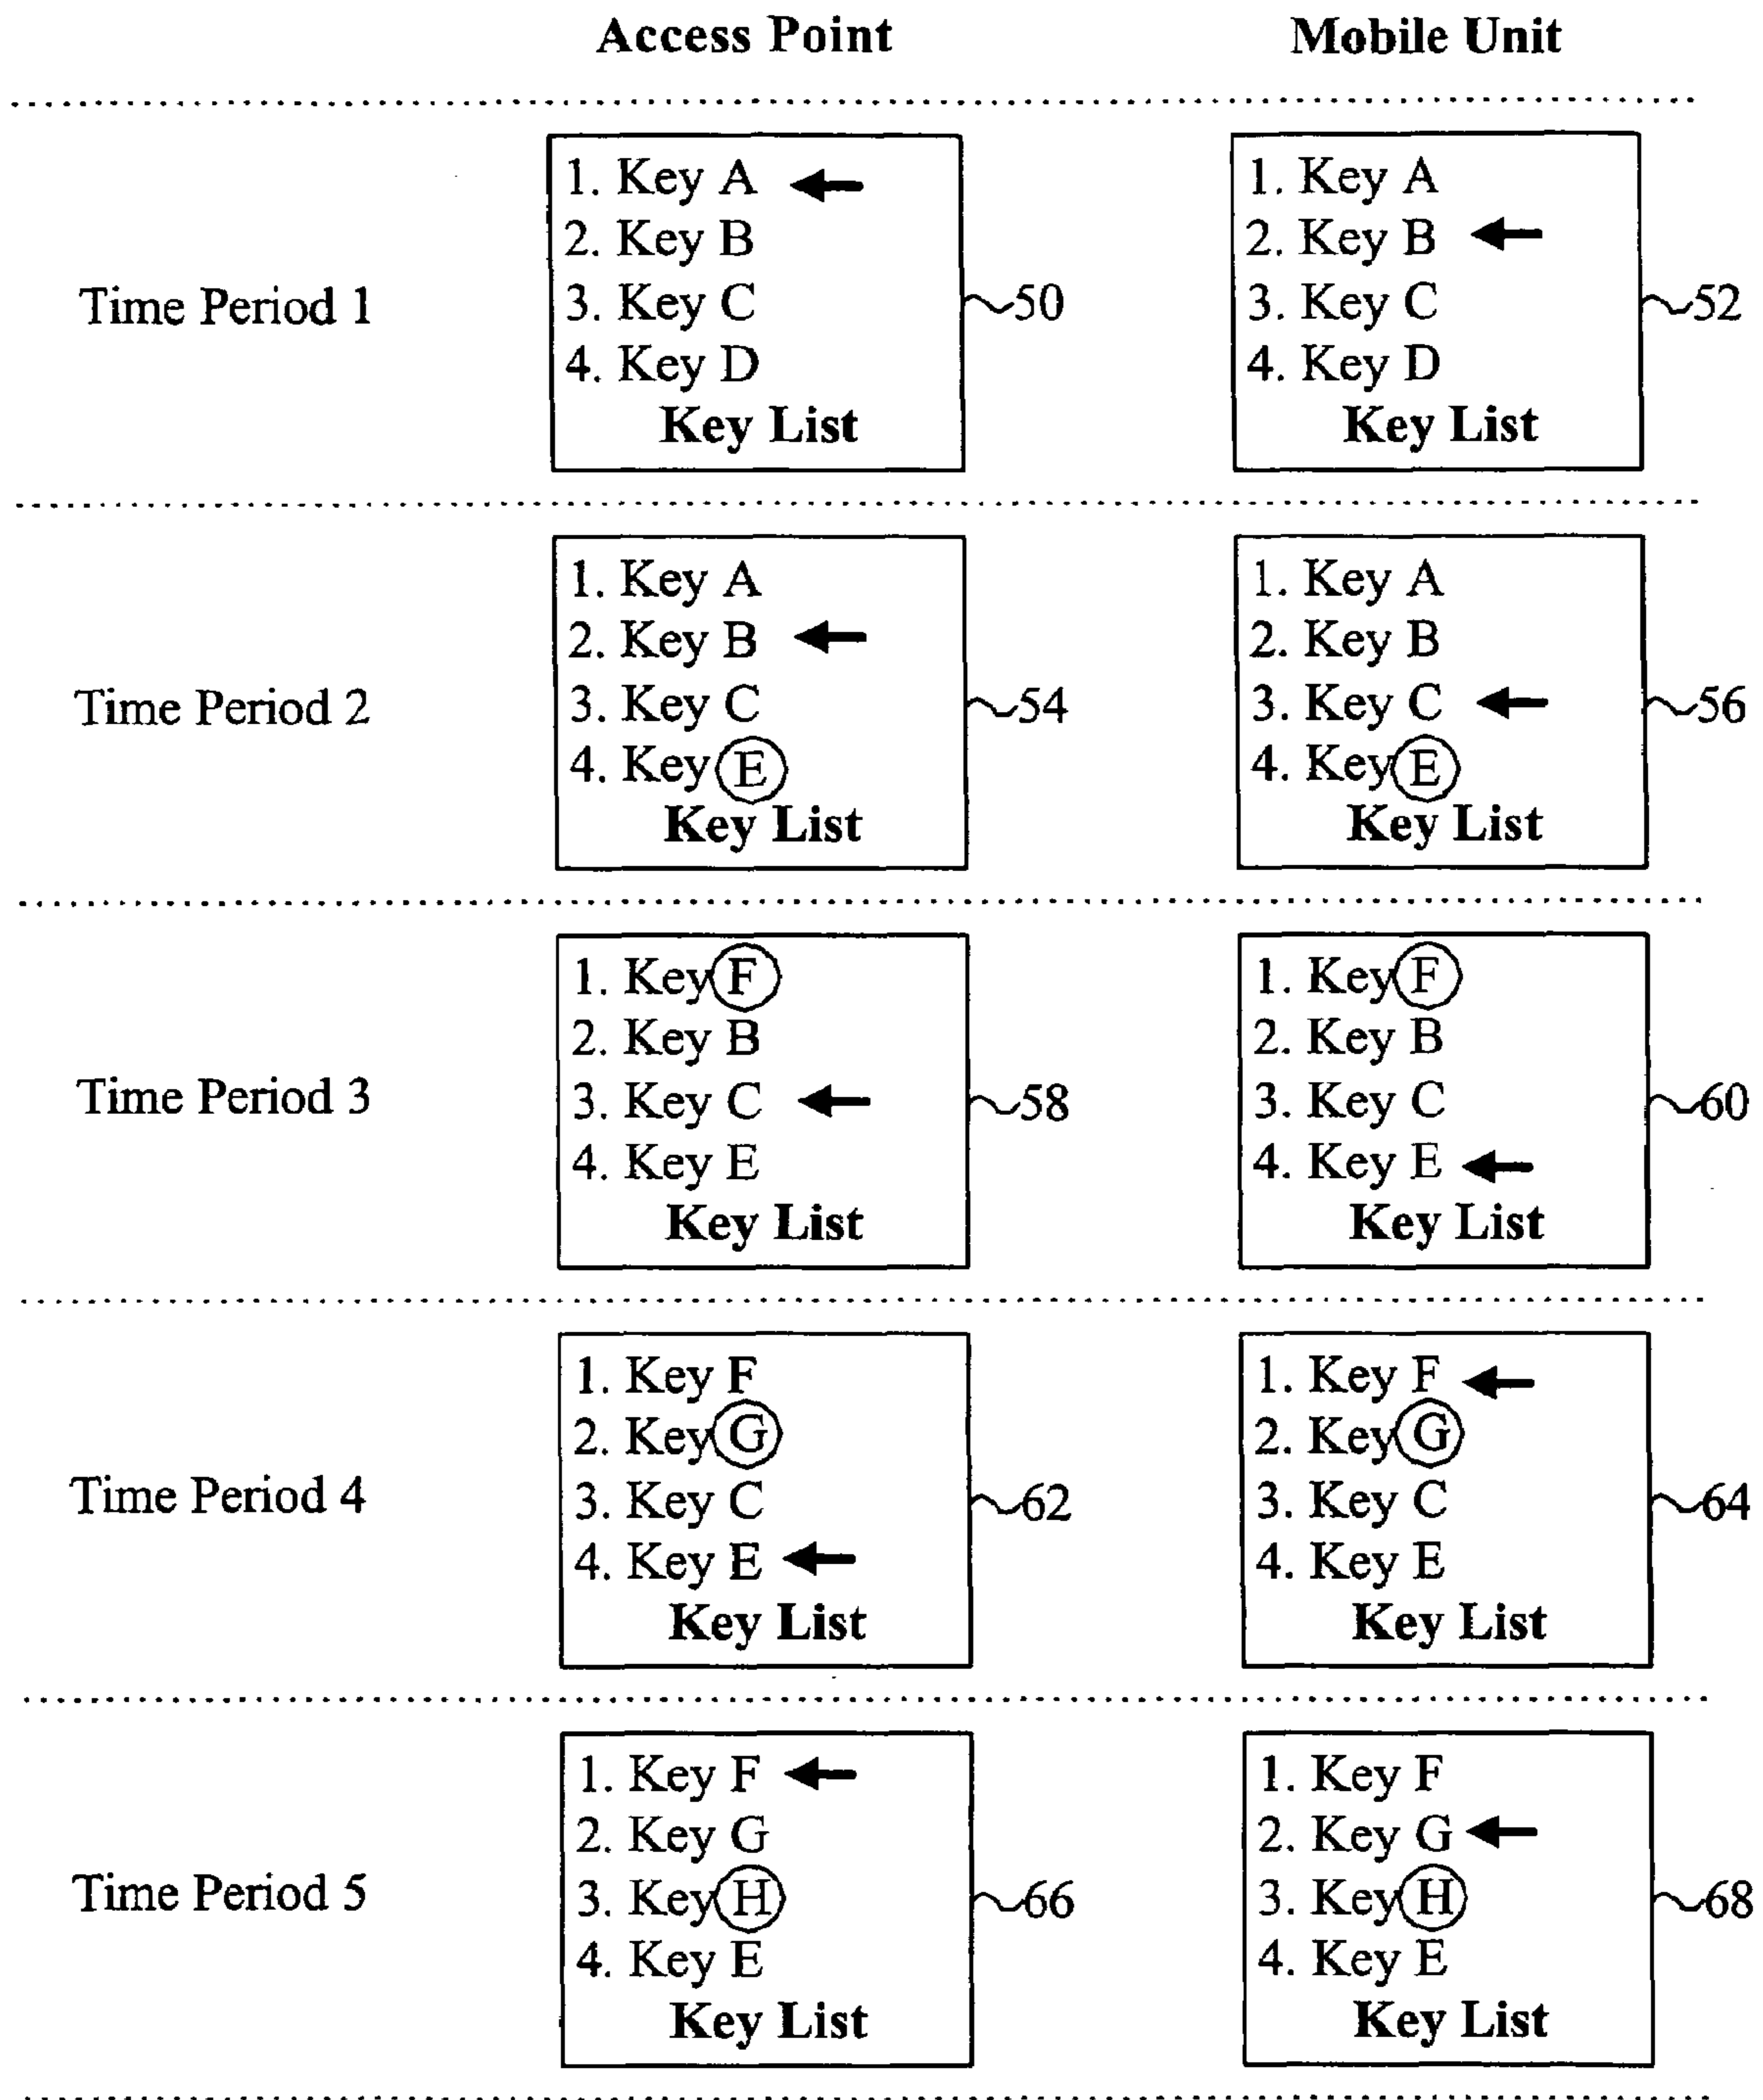 Access Point
Mobile Unit
Time Period 1
1. Key A
2. Key B
3. Key C
4. Key D
Key List
50
1. Key A
2. Key B
3. Key C
4. Key D
Key List
52
Time Period 2
1. Key A
2. Key B
3. Key C
4. Key E
Key List
54
1. Key A
2. Key B
3. Key C
4. Key E
Key List
56
Time Period 3
1. Key F
2. Key B
3. Key C
4. Key E
Key List
58
1. Key F
2. Key B
3. Key C
4. Key E
Key List
60
Time Period 4
1. Key F
2. Key G
3. Key C
4. Key E
Key List
62
1. Key F
2. Key G
3. Key C
4. Key E
Key List
64
Time Period 5
1. Key F
2. Key G
3. Key H
4. Key E
Key List
66
1. Key F
2. Key G
3. Key H
4. Key E
Key List
68